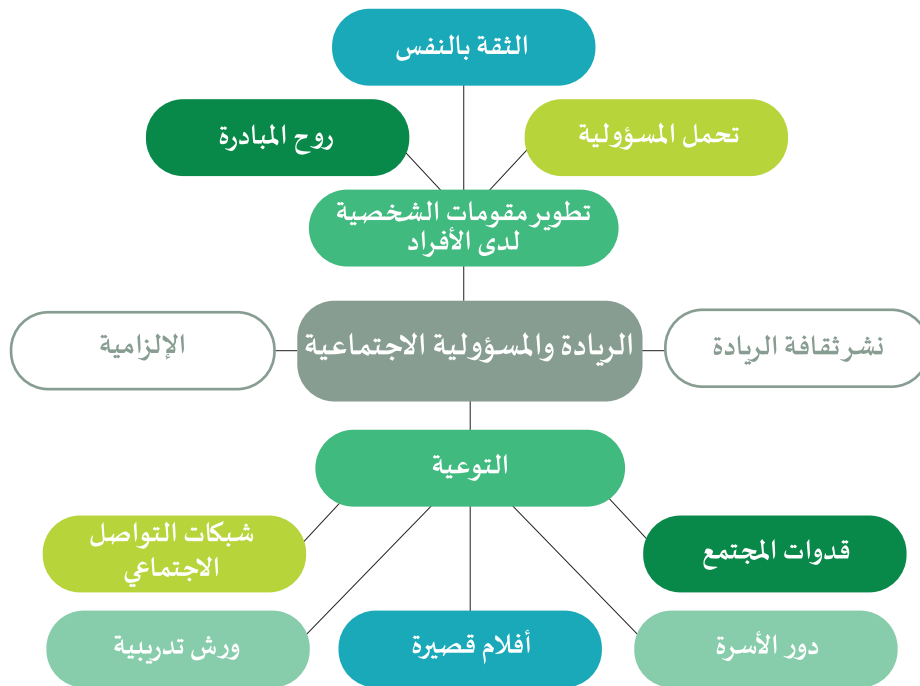 الثقة بالنفس
تحمل المسؤولية
روح المبادرة
تطوير مقومات الشخصية
لدى الأفراد
نشر ثقافة الريادة
الريادة والمسؤولية الاجتماعية
الإلزامية
التوعية
قدوات المجتمع
شبكات التواصل
الاجتماعي
دور الأسرة
أفلام قصيرة
ورش تدريبية